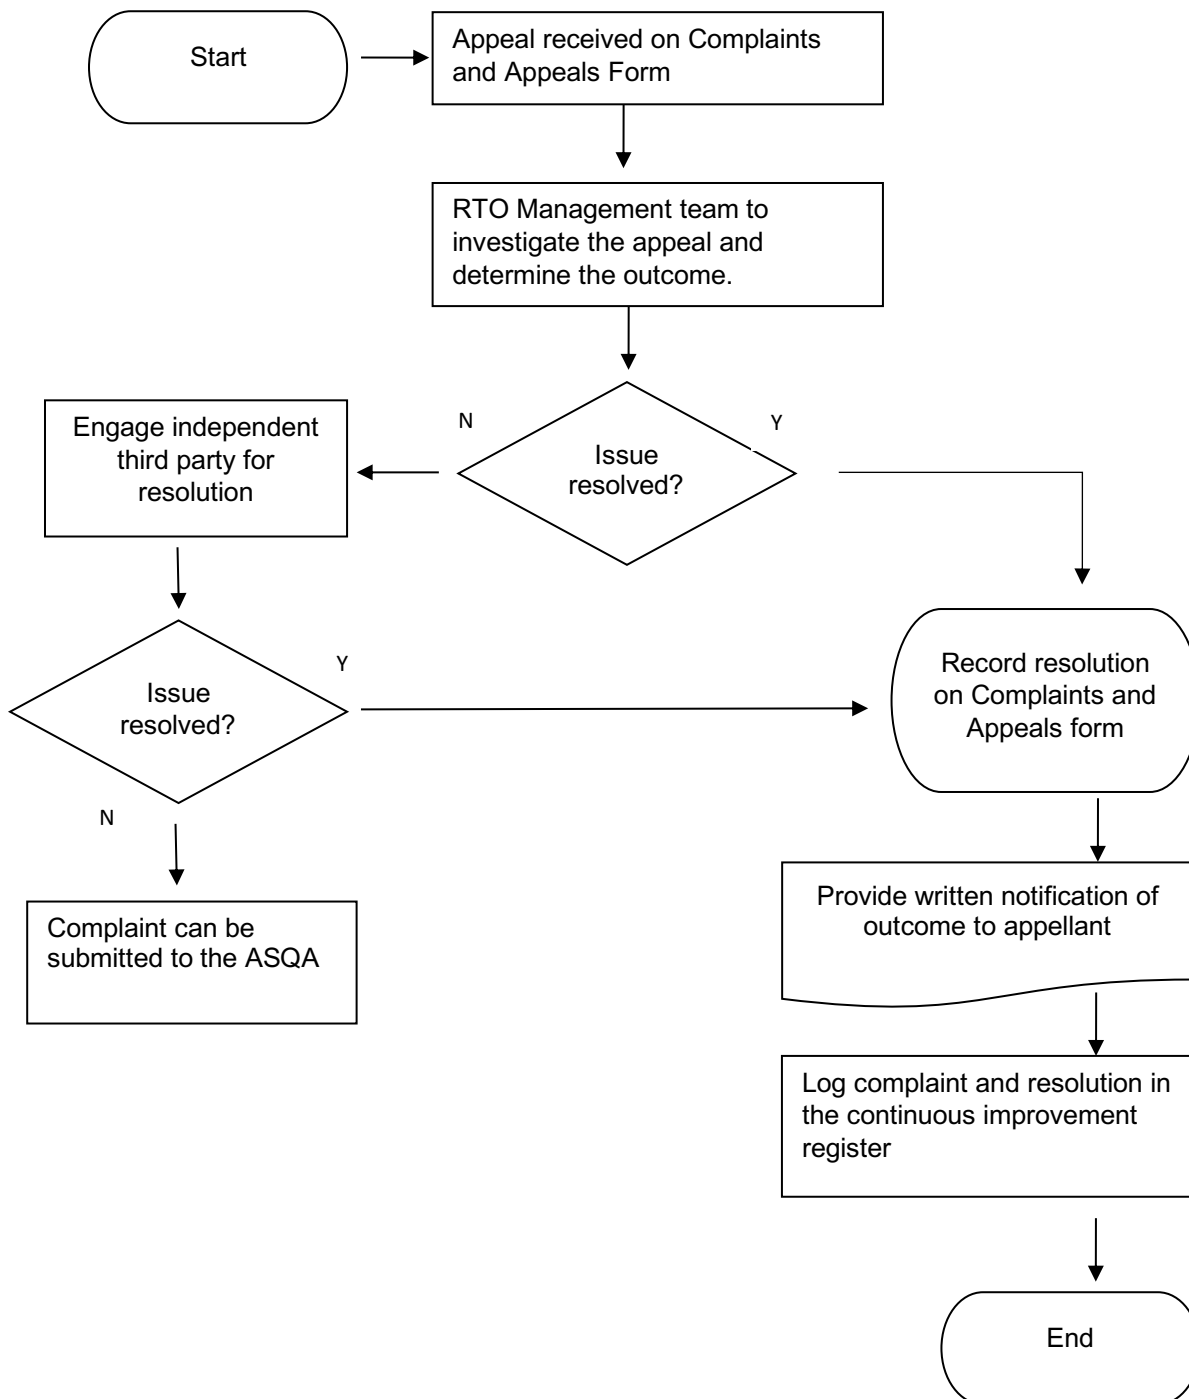 Start
Appeal received on Complaints
and Appeals Form
RTO Management team to
investigate the appeal and
determine the outcome.
N
Y
Issue
resolved?
Engage independent
third party for
resolution
Y
Issue
resolved?
N
Record resolution
on Complaints and
Appeals form
Complaint can be
submitted to the ASQA
Provide written notification of
outcome to appellant
Log complaint and resolution in
the continuous improvement
register
End